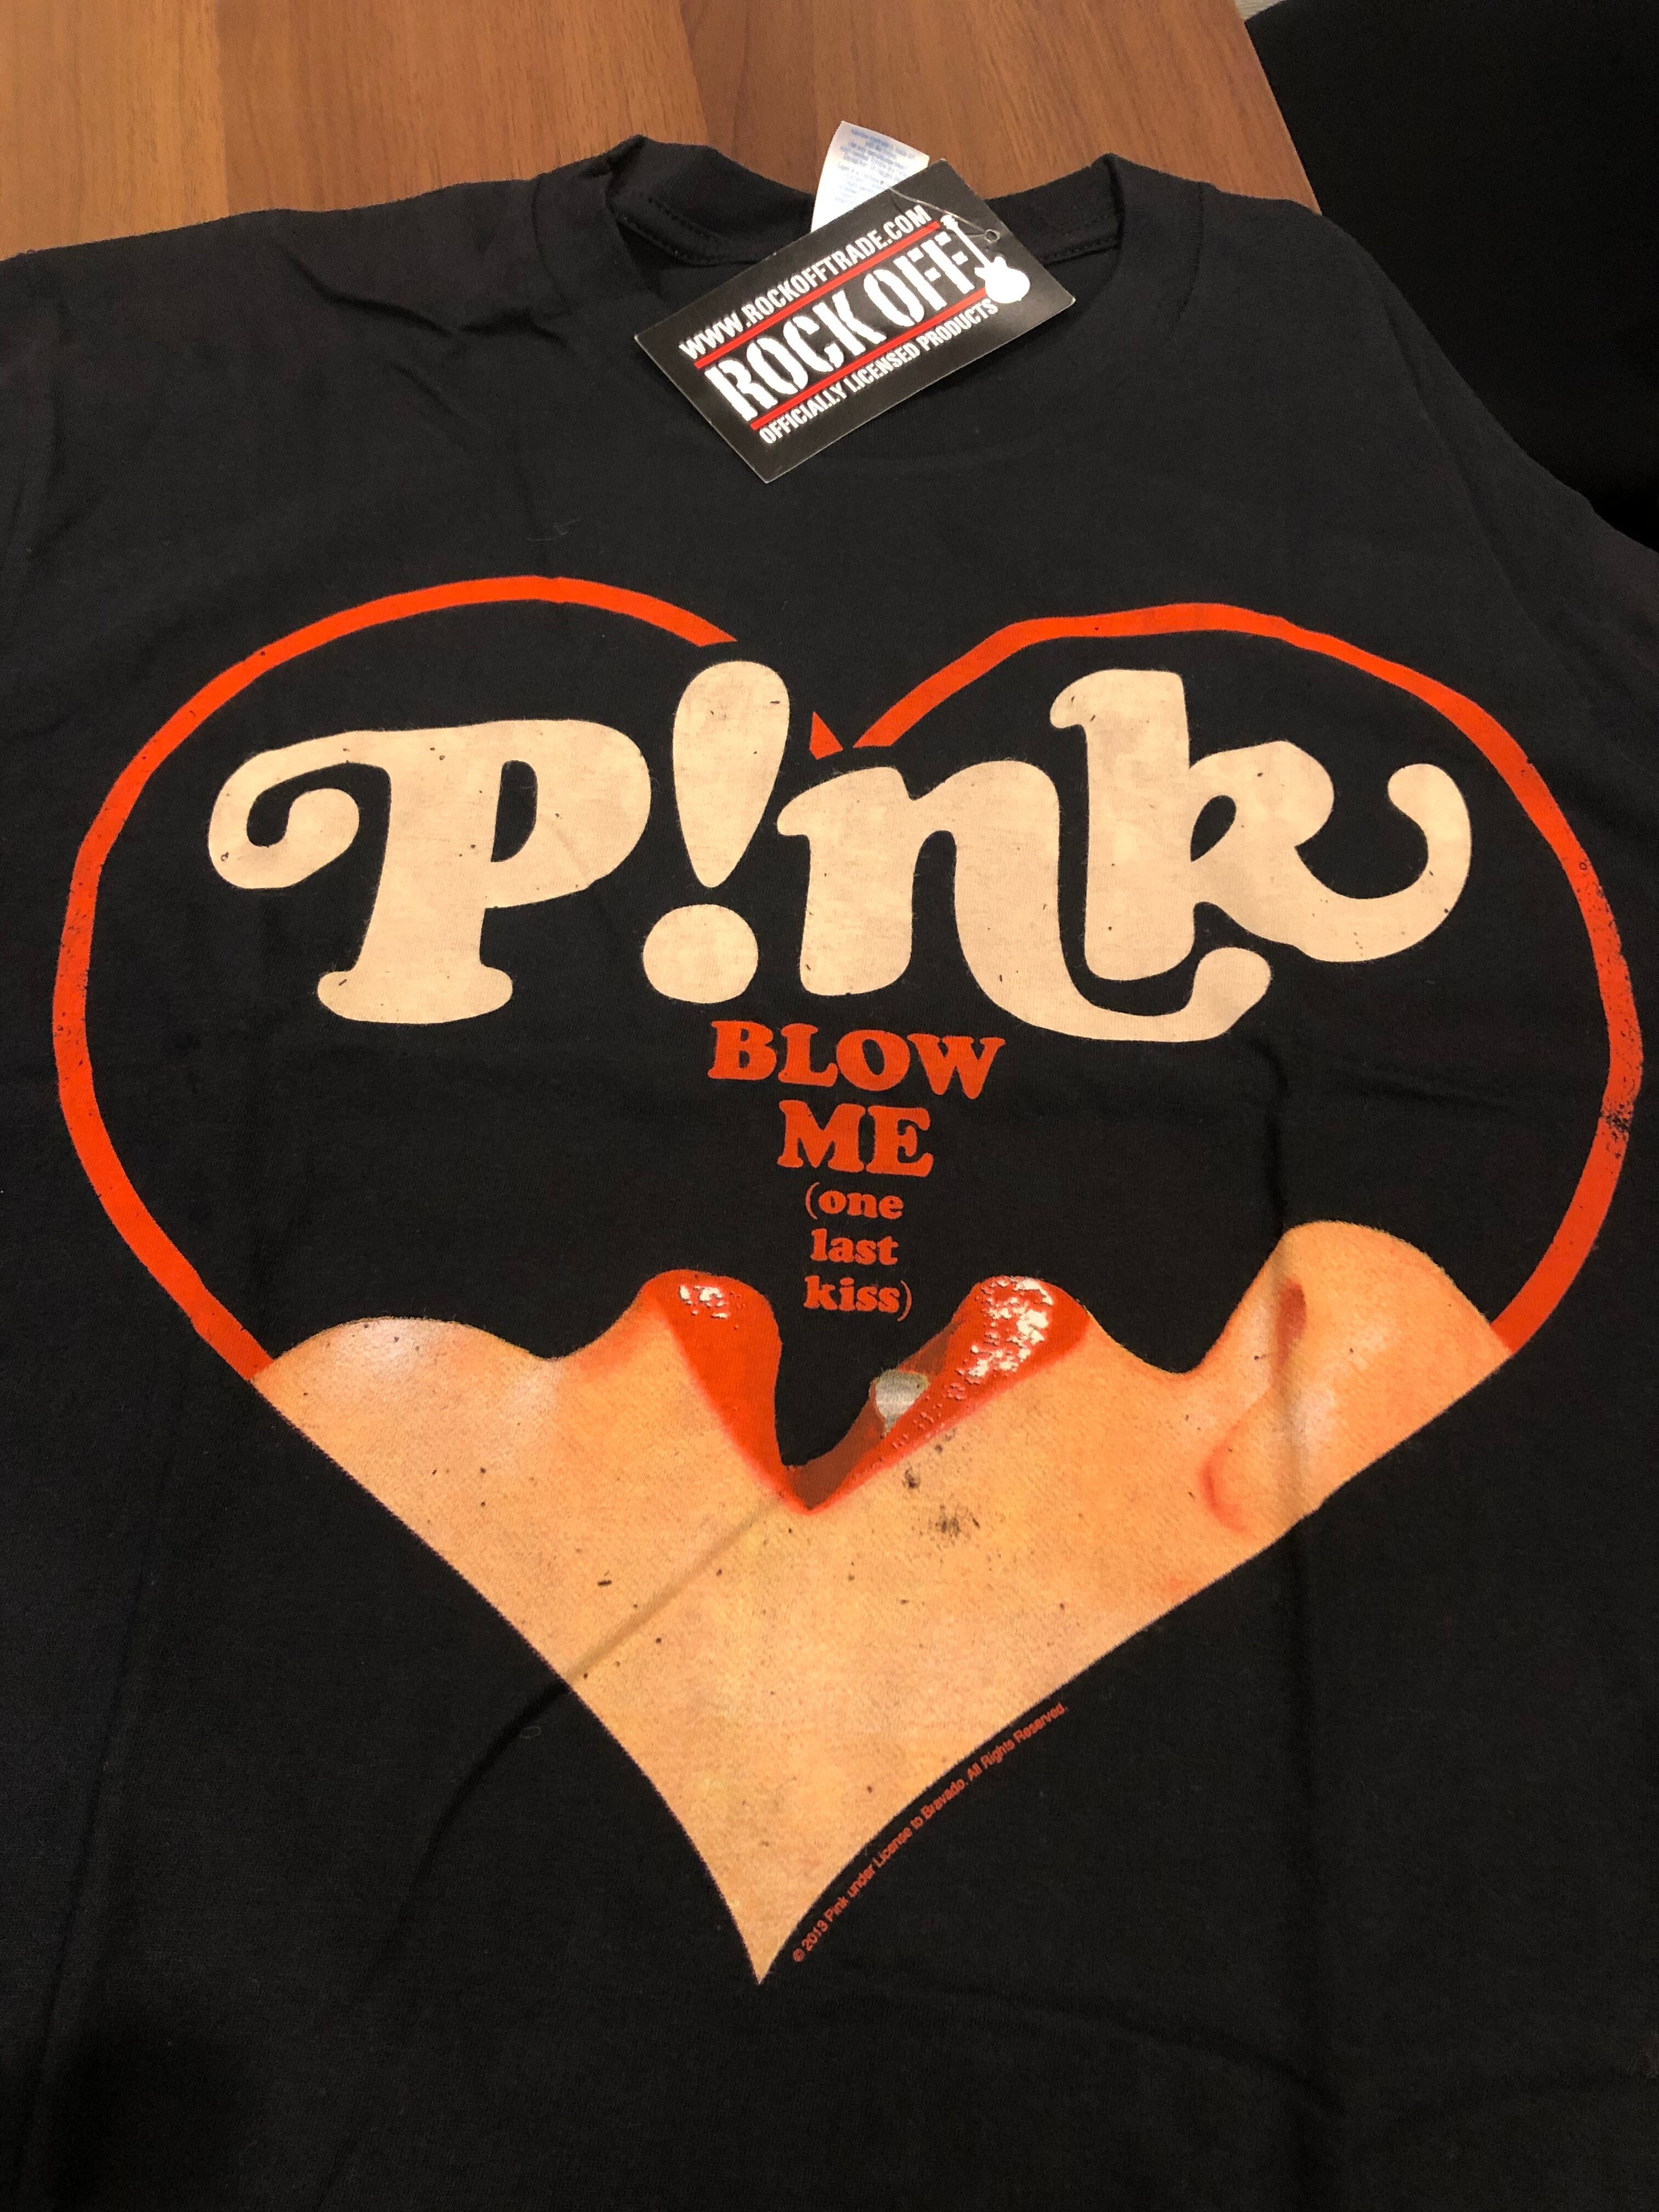 WWW.ROCKOFFTRADE.COM
ROCK OFF
OFFICIALLY LICENSED PRODUCTS
P!nk
BLOW
ME
(one
last
kiss)
© 2013 Pink under License to Bravado. All Rights Reserved.